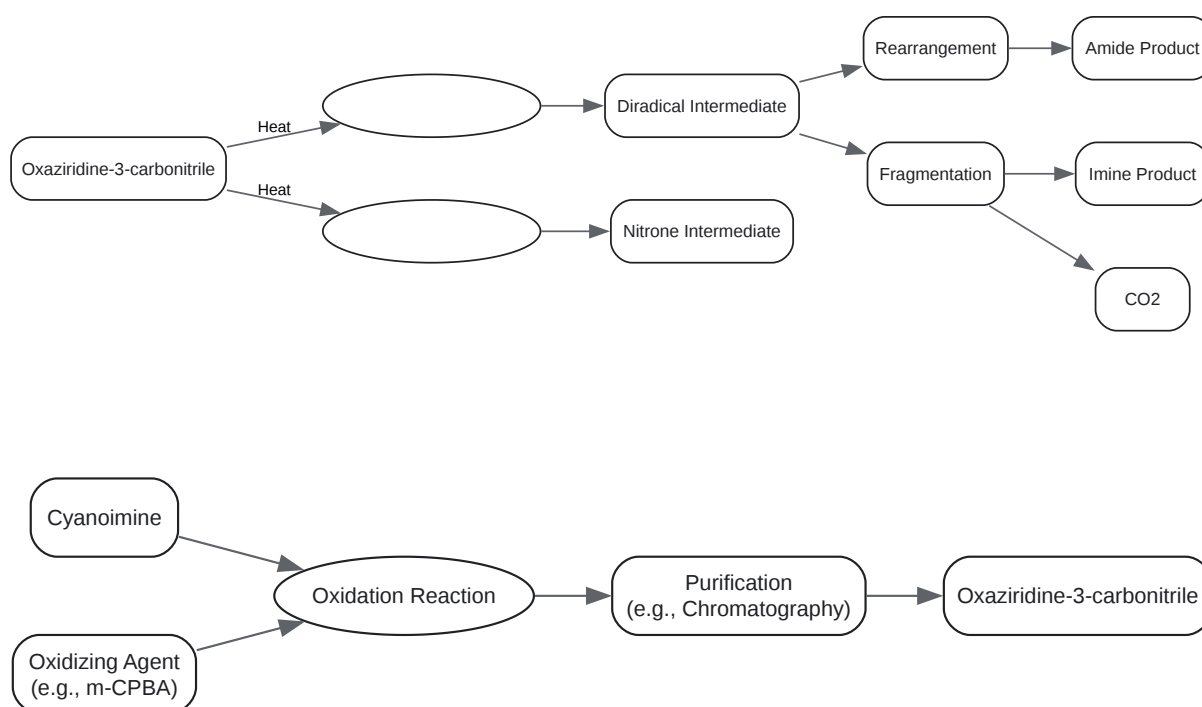 Rearrangement
Amide Product
Diradical Intermediate
Heat
Oxaziridine-3-carbonitrile
Fragmentation
Imine Product
Heat
Nitrone Intermediate
CO2
Cyanoimine
Oxidation Reaction
Purification
(e.g., Chromatography)
Oxaziridine-3-carbonitrile
Oxidizing Agent
(e.g., m-CPBA)